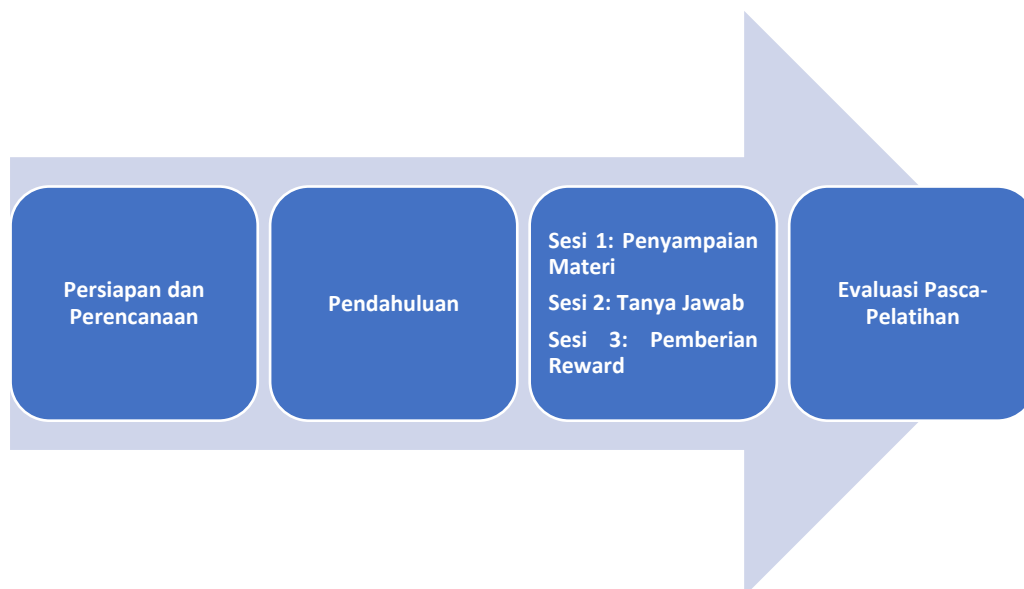 Persiapan dan
Perencanaan
Pendahuluan
Sesi 1: Penyampaian
Materi
Sesi 2: Tanya Jawab
Sesi 3: Pemberian
Reward
Evaluasi Pasca-
Pelatihan